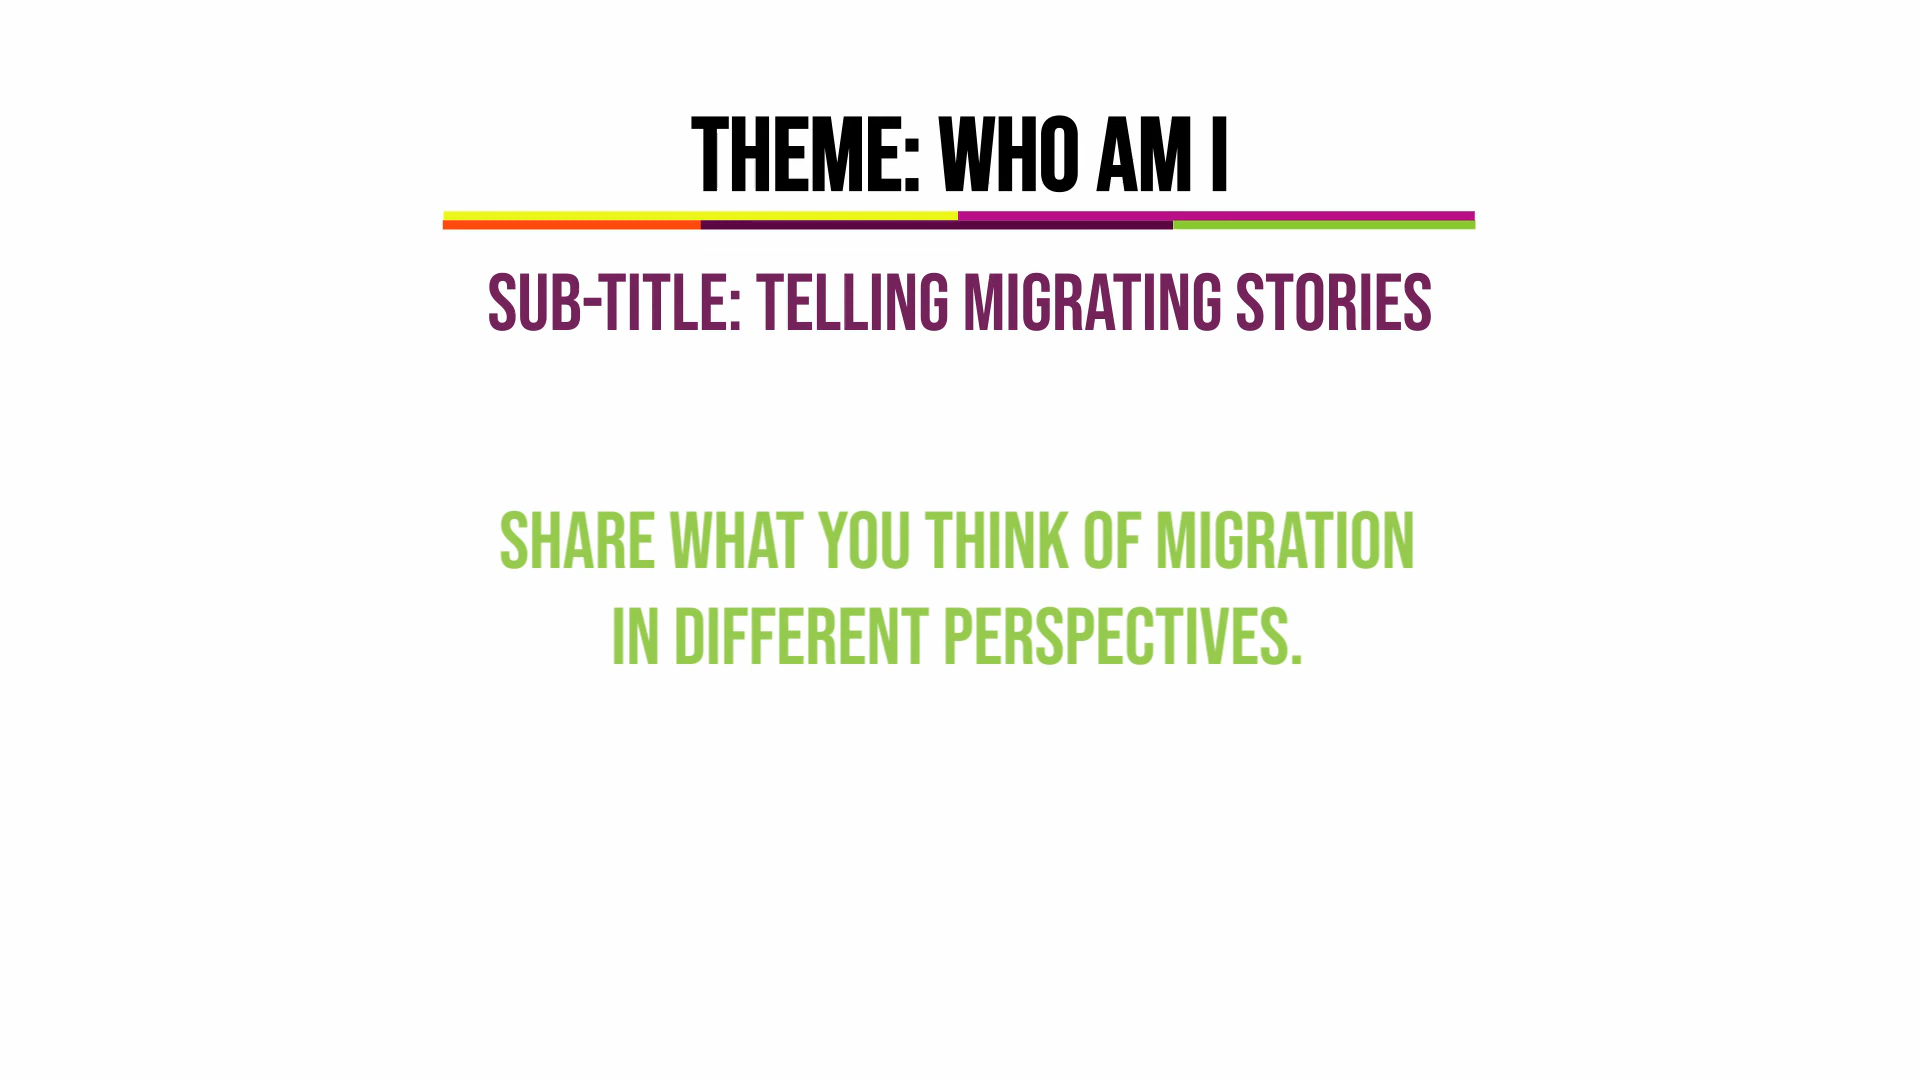 THEME: WHO AM I
SUB-TITLE: TELLING MIGRATING STORIES
SHARE WHAT YOU THINK OF MIGRATION
IN DIFFERENT PERSPECTIVES.